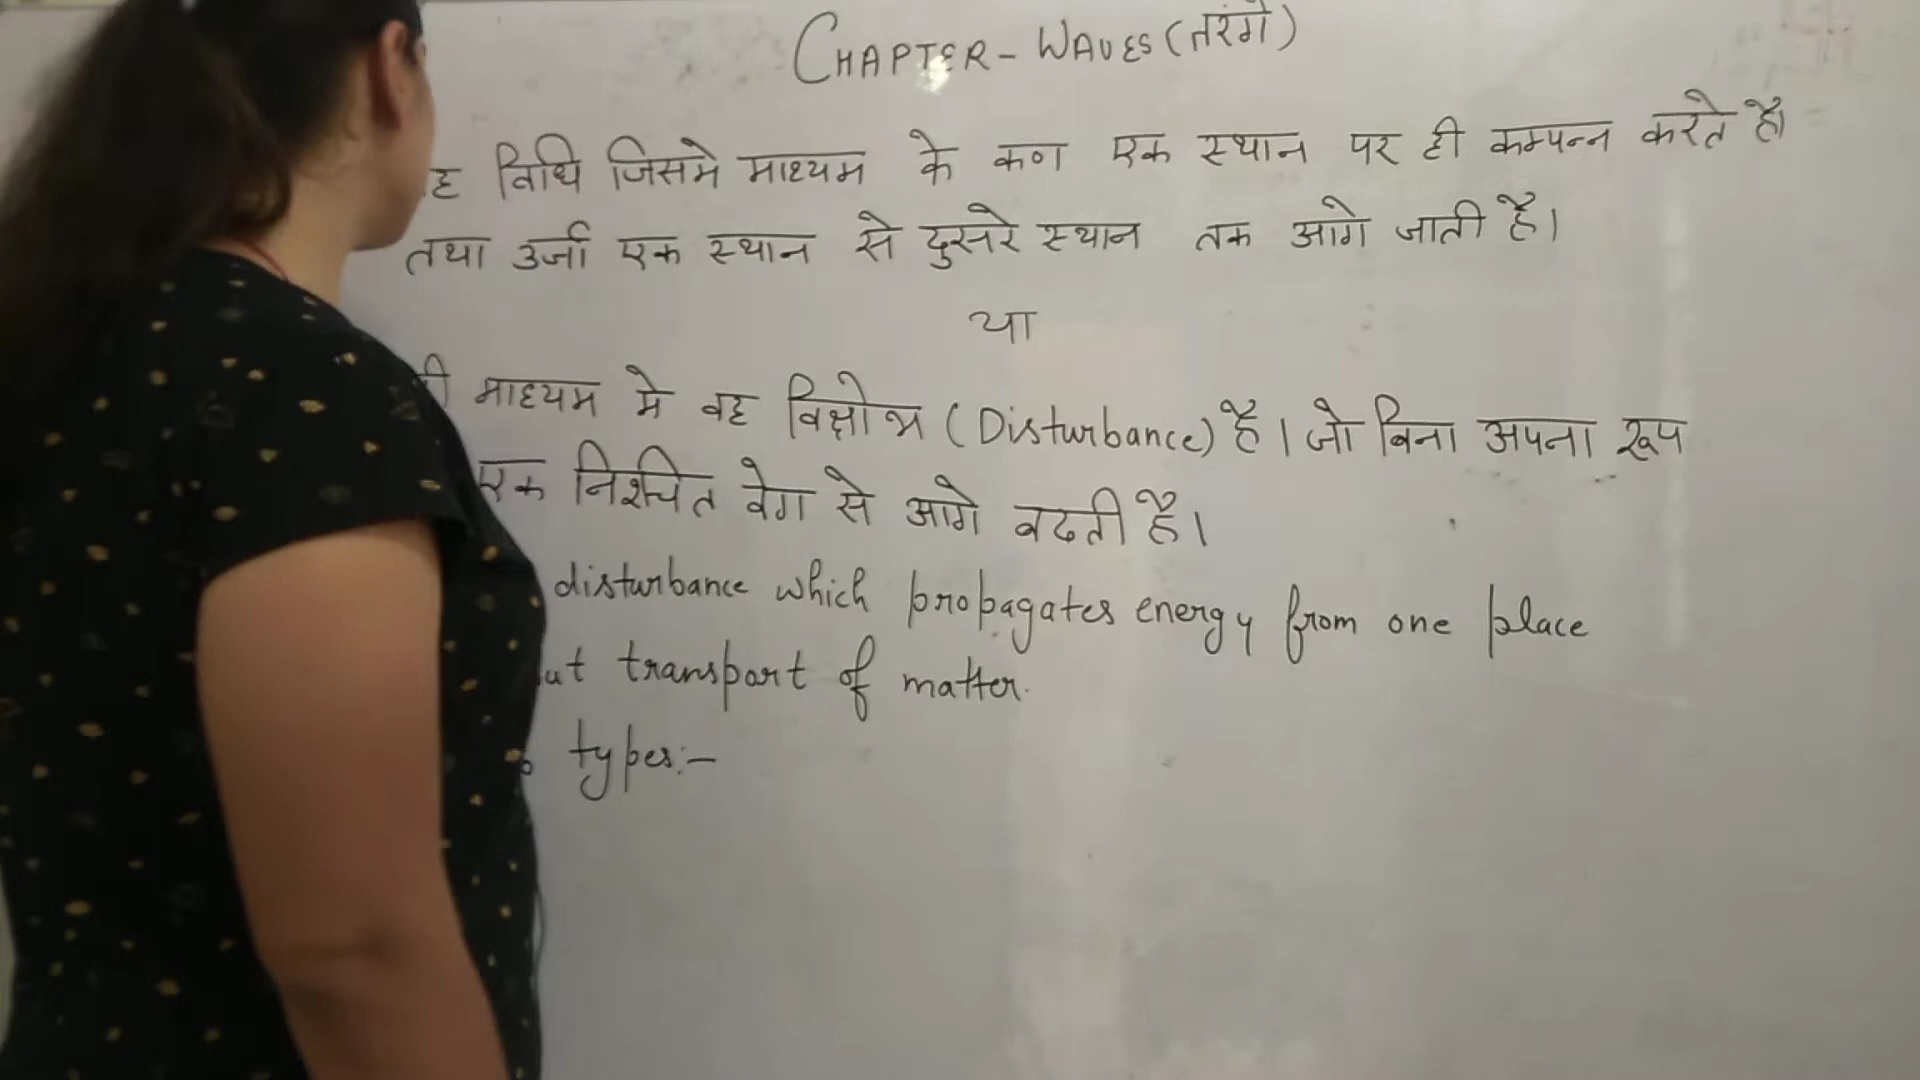 CHAPTER - WAVES (तरंगे)
विधि जिसमे माध्यम के कण एक स्थान पर ही कम्पन्न करते है।
तथा उर्जा एक स्थान से दुसरे स्थान तक आगे जाती है।
या
माध्यम मे वह विक्षोभ (Disturbance) है। जो बिना अपना रूप
एक निश्चित वेग से आगे बढती है।
disturbance which propagates energy from one place
transport of matter.
types:-